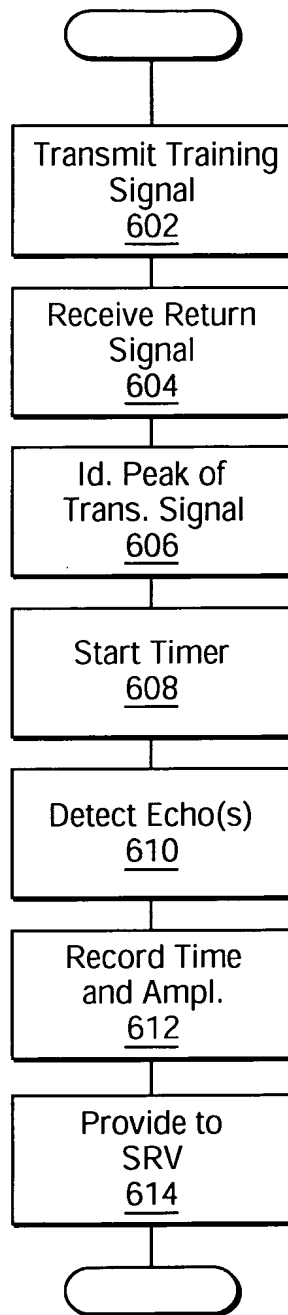 Transmit Training
Signal
602
Receive Return
Signal
604
Id. Peak of
Trans. Signal
606
Start Timer
608
Detect Echo(s)
610
Record Time
and Ampl.
612
Provide to
SRV
614